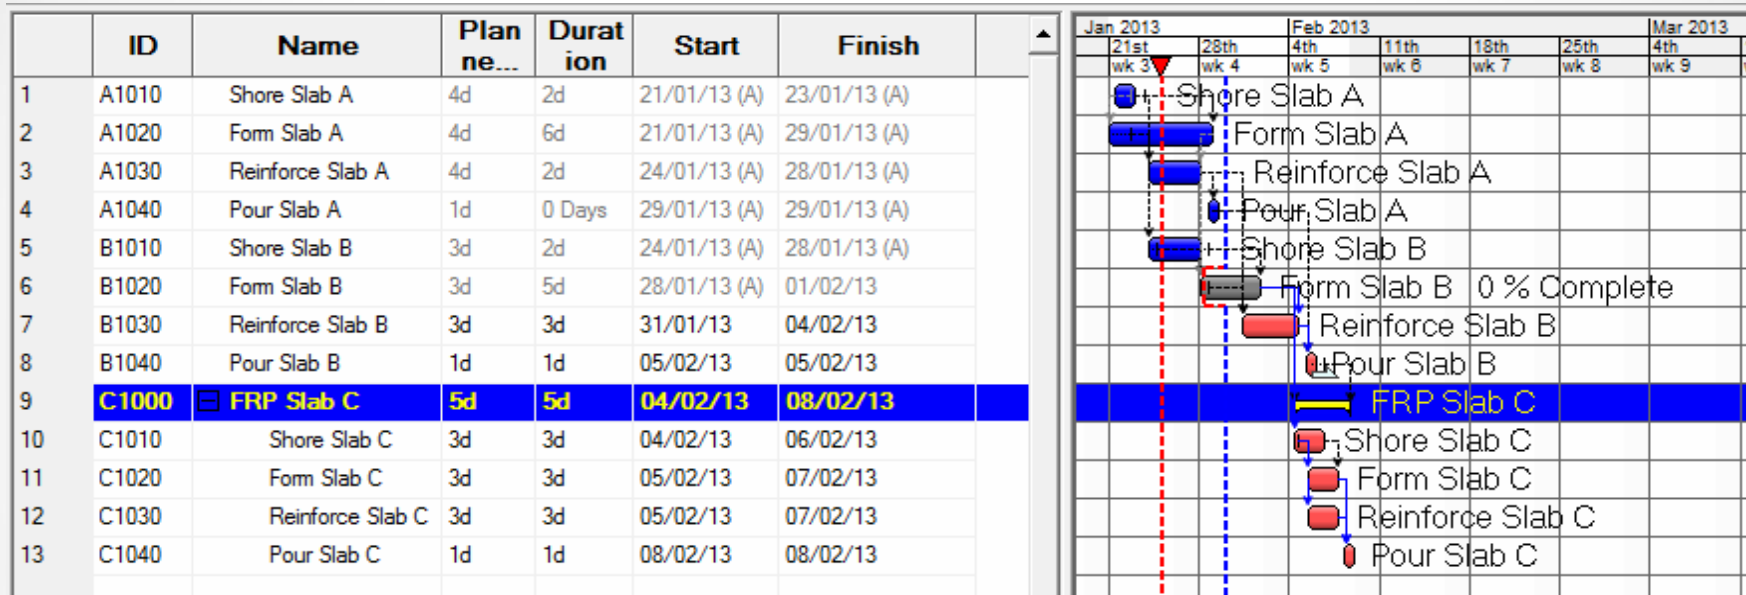 ID Name Plan ne... Durat ion Start Finish
1 A1010 Shore Slab A 4d 2d 21/01/13 (A) 23/01/13 (A)
2 A1020 Form Slab A 4d 6d 21/01/13 (A) 29/01/13 (A)
3 A1030 Reinforce Slab A 4d 2d 24/01/13 (A) 28/01/13 (A)
4 A1040 Pour Slab A 1d 0 Days 29/01/13 (A) 29/01/13 (A)
5 B1010 Shore Slab B 3d 2d 24/01/13 (A) 28/01/13 (A)
6 B1020 Form Slab B 3d 5d 28/01/13 (A) 01/02/13
7 B1030 Reinforce Slab B 3d 3d 31/01/13 04/02/13
8 B1040 Pour Slab B 1d 1d 05/02/13 05/02/13
9 C1000 FRP Slab C 5d 5d 04/02/13 08/02/13
10 C1010 Shore Slab C 3d 3d 04/02/13 06/02/13
11 C1020 Form Slab C 3d 3d 05/02/13 07/02/13
12 C1030 Reinforce Slab C 3d 3d 05/02/13 07/02/13
13 C1040 Pour Slab C 1d 1d 08/02/13 08/02/13
Jan 2013 Feb 2013 Mar 2013
21st 28th 4th 11th 18th 25th 4th
wk 3 wk 4 wk 5 wk 6 wk 7 wk 8 wk 9
Shore Slab A
Form Slab A
Reinforce Slab A
Pour Slab A
Shore Slab B
Form Slab B 0 % Complete
Reinforce Slab B
Pour Slab B
FRP Slab C
Shore Slab C
Form Slab C
Reinforce Slab C
Pour Slab C